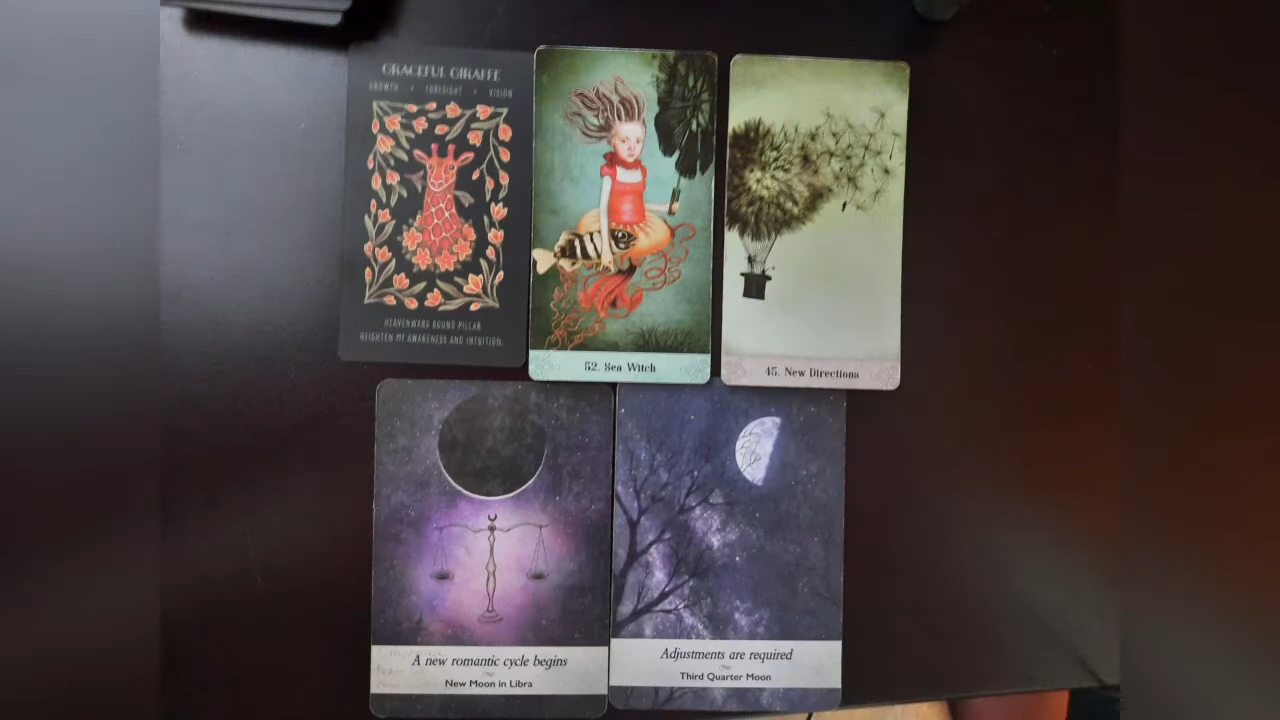 GRACEFUL GIRAFFE
GROWTH • FORESIGHT • VISION
HEAVENWARD BOUND PILLAR
HEIGHTEN MY AWARENESS AND INTUITION.
52. Sea Witch
45. New Directions
A new romantic cycle begins
New Moon in Libra
Adjustments are required
Third Quarter Moon